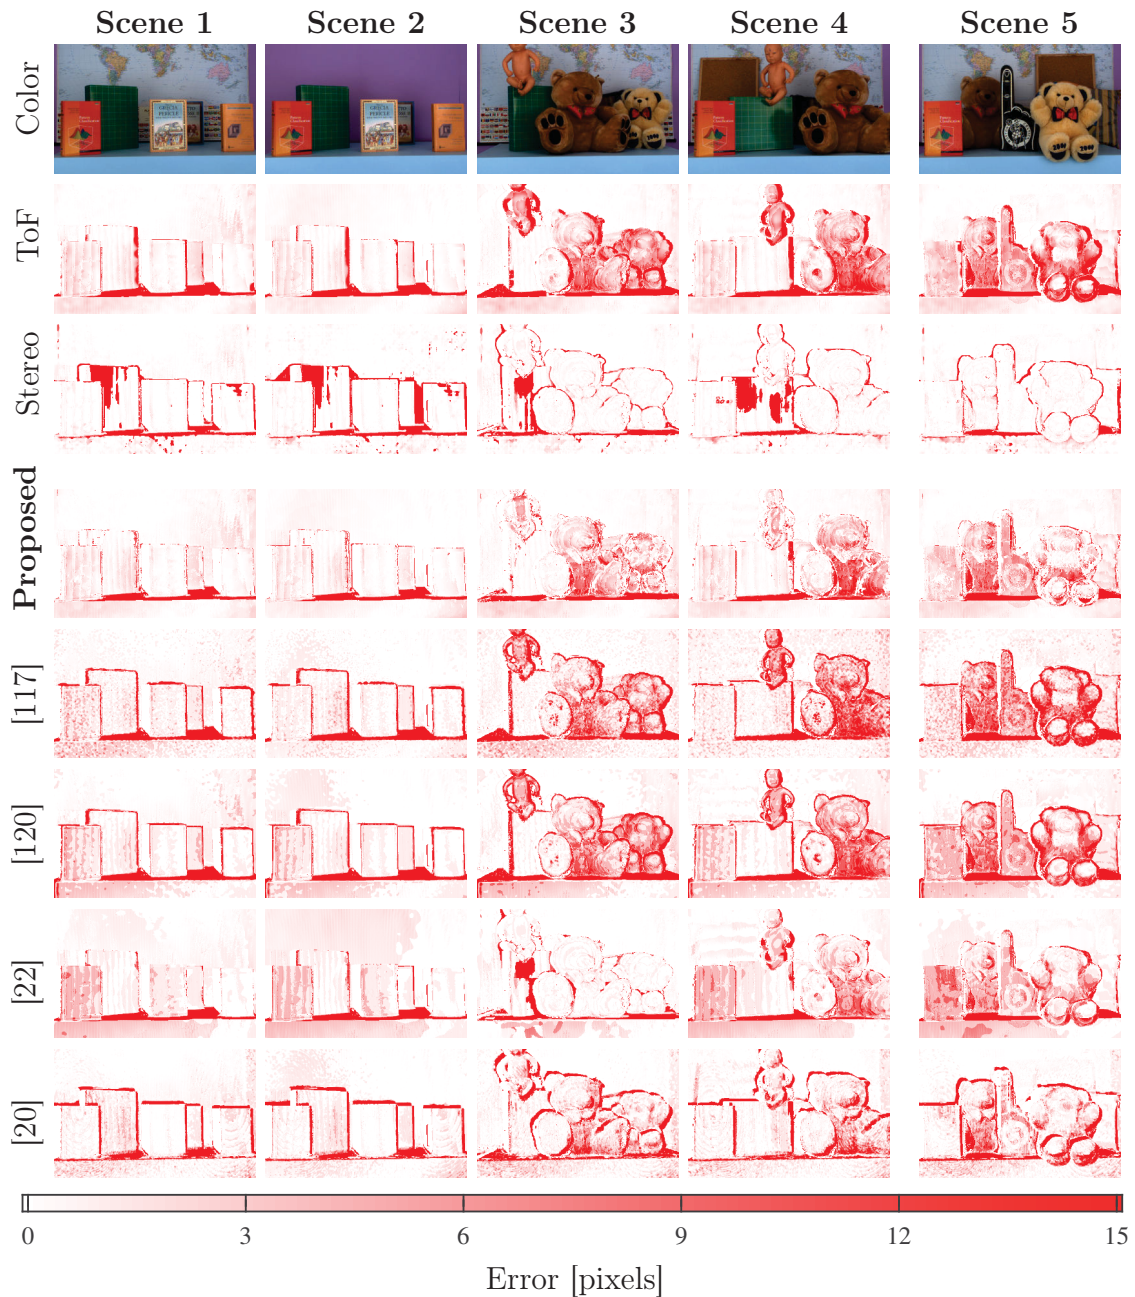 Scene 1 Scene 2 Scene 3 Scene 4 Scene 5
Color
ToF
Stereo
Proposed
[117]
[120]
[22]
[20]
0 3 6 9 12 15
Error [pixels]